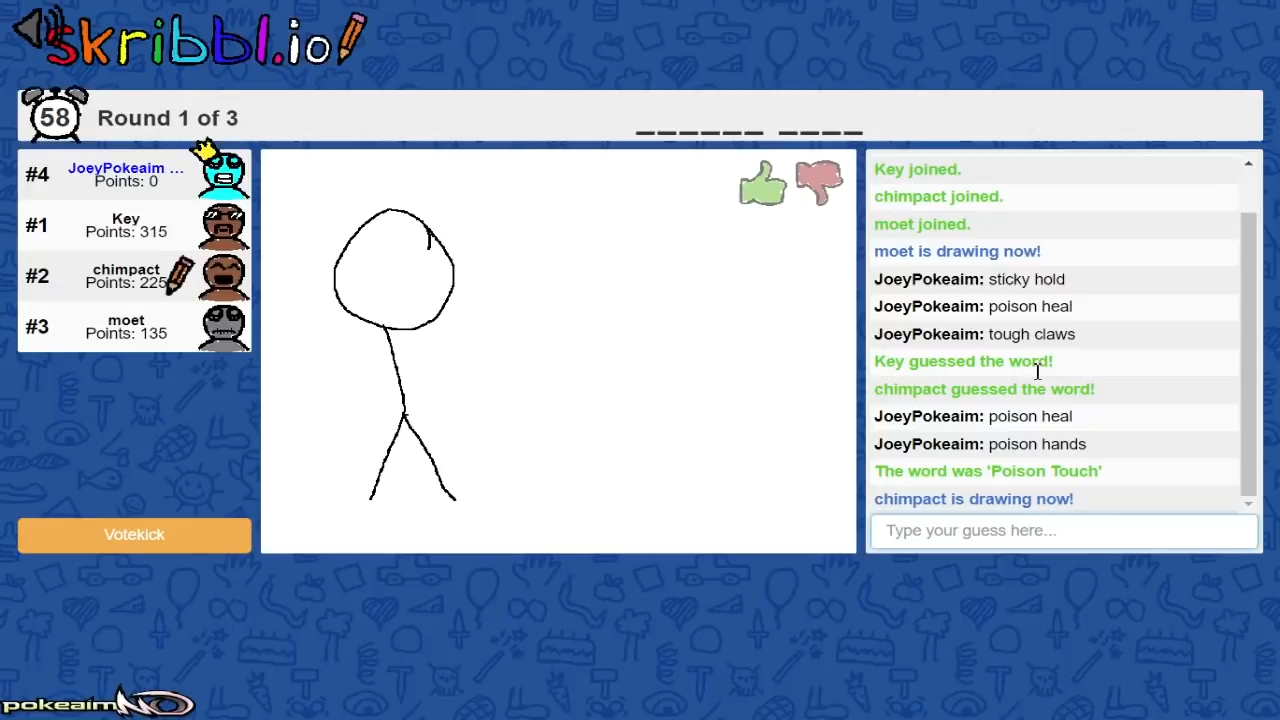 skribbl.io
58
Round 1 of 3
______ ____
#4
JoeyPokeaim ...
Points: 0
#1
Key
Points: 315
#2
chimpact
Points: 225
#3
moet
Points: 135
Votekick
Key joined.
chimpact joined.
moet joined.
moet is drawing now!
JoeyPokeaim: sticky hold
JoeyPokeaim: poison heal
JoeyPokeaim: tough claws
Key guessed the word!
chimpact guessed the word!
JoeyPokeaim: poison heal
JoeyPokeaim: poison hands
The word was 'Poison Touch'
chimpact is drawing now!
Type your guess here...
pokeaim